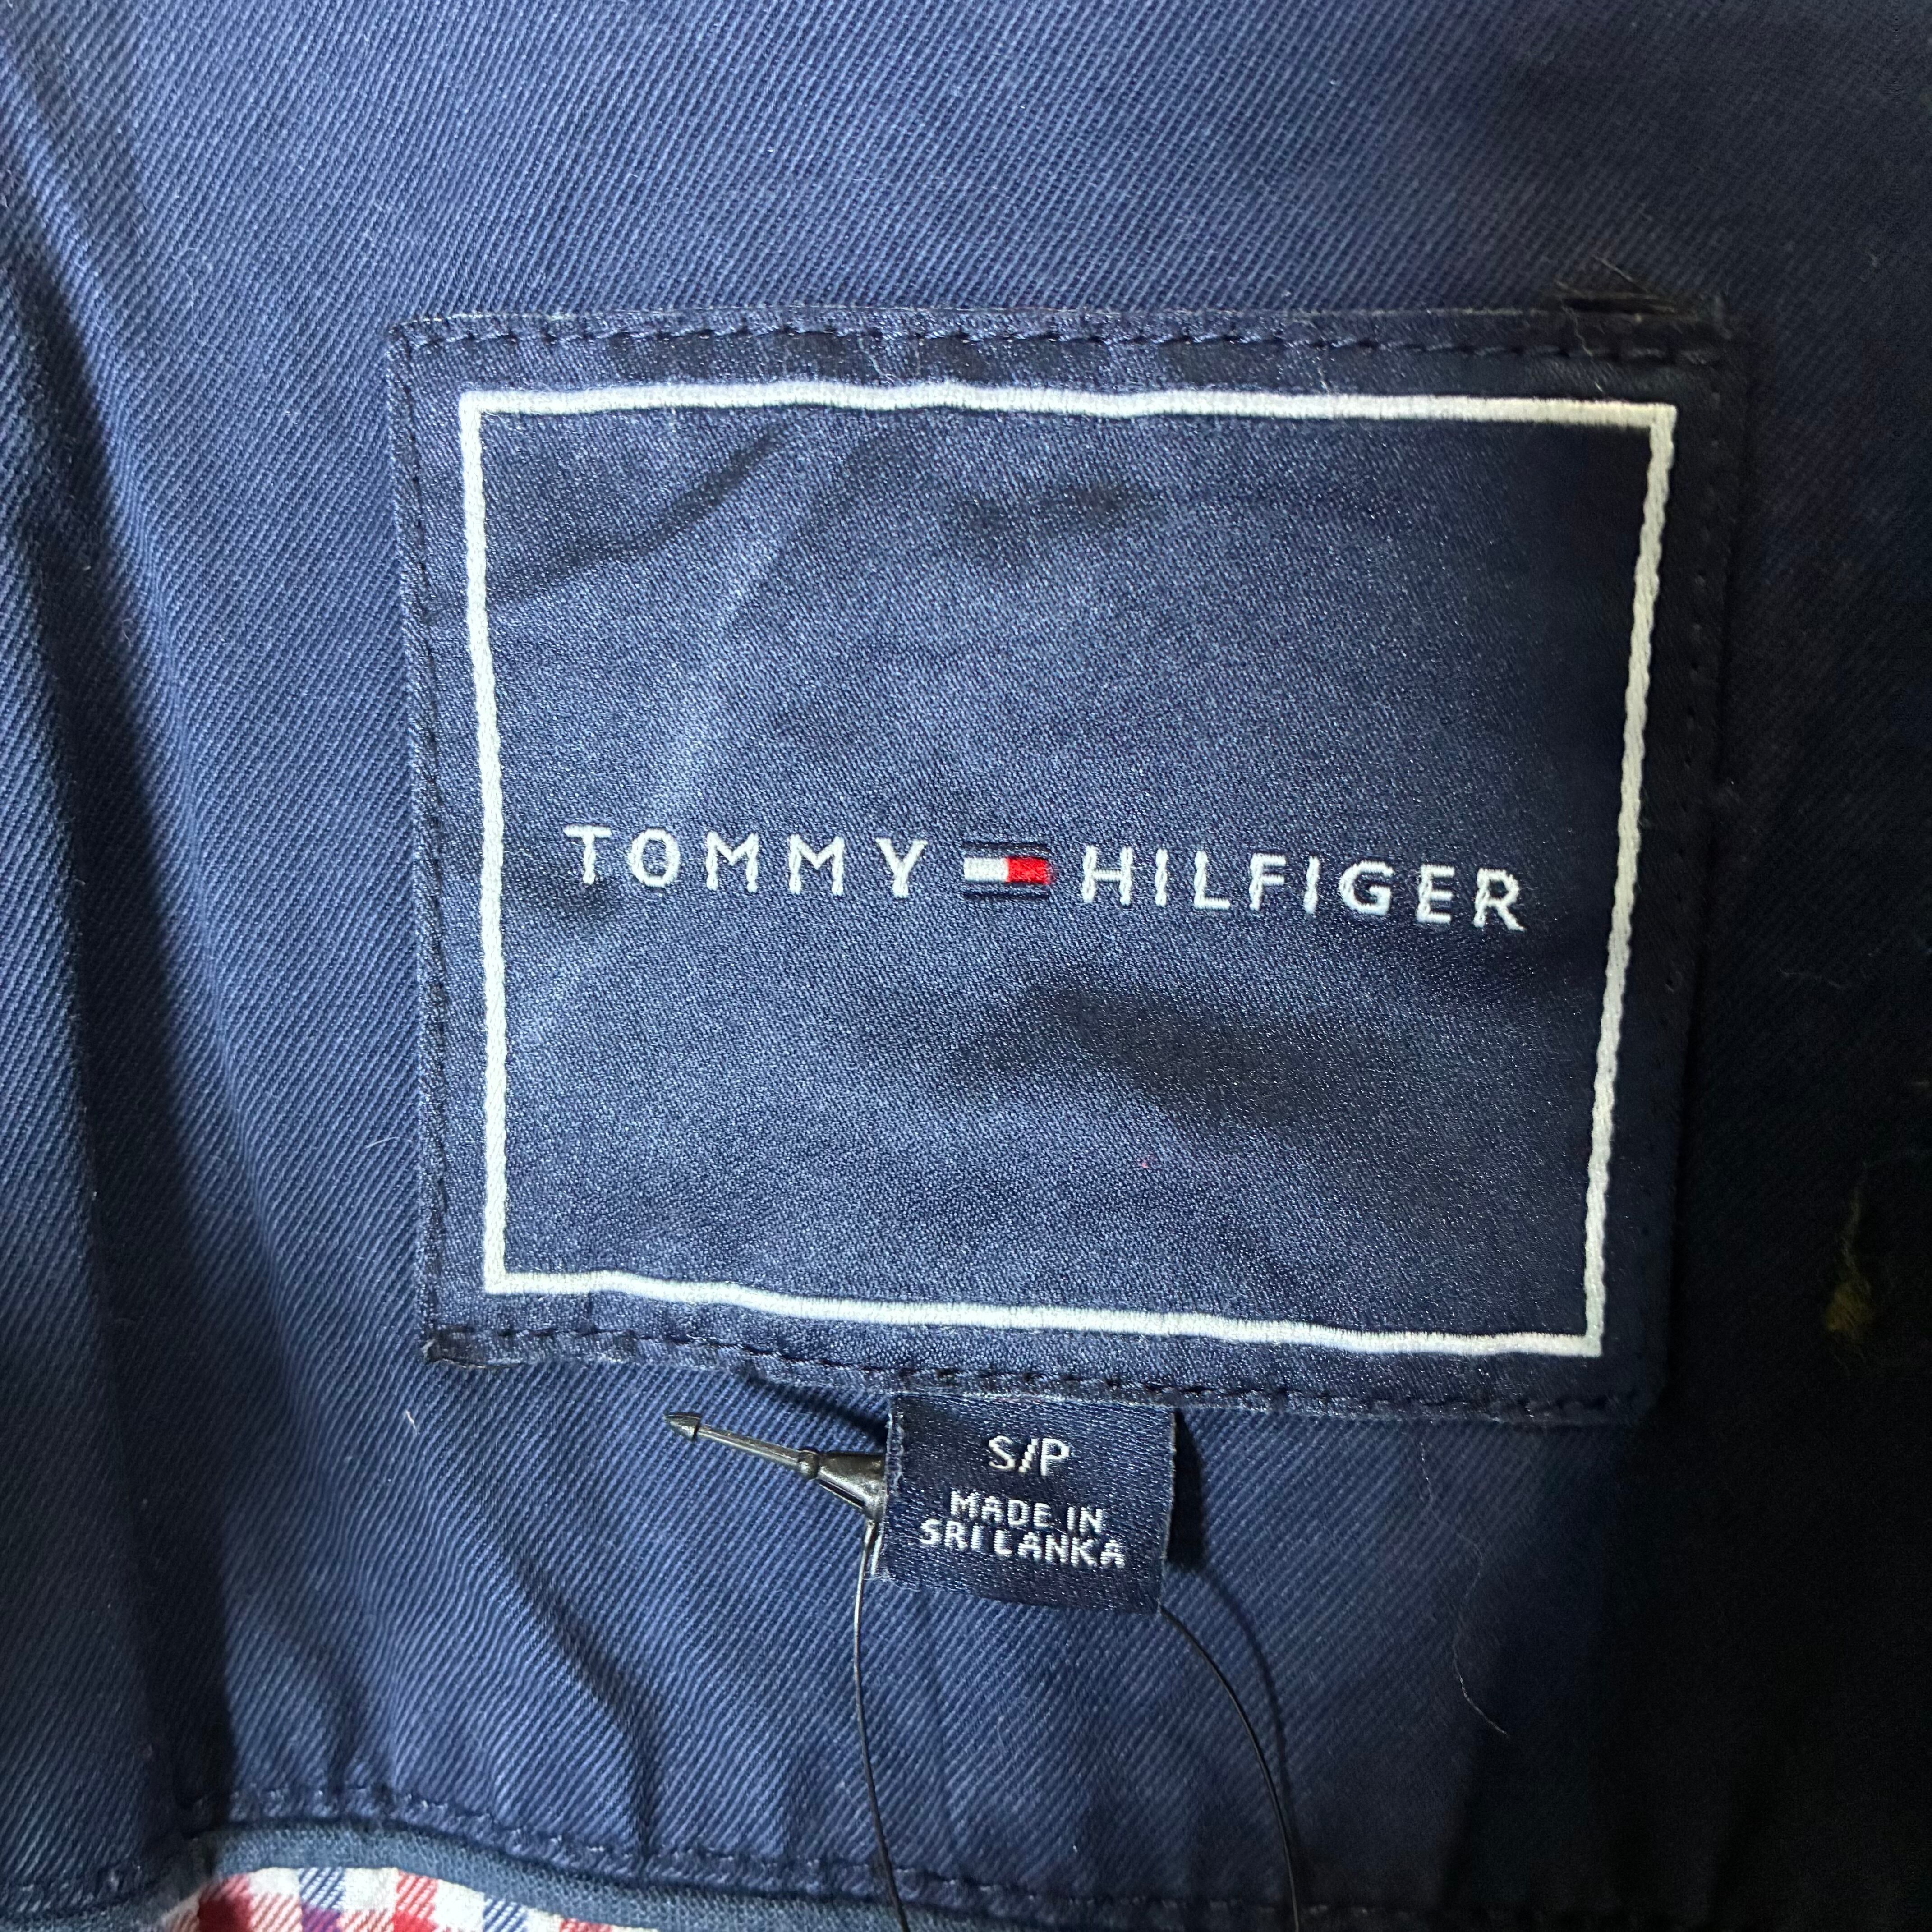 TOMMY HILFIGER
S/P
MADE IN
SRI LANKA